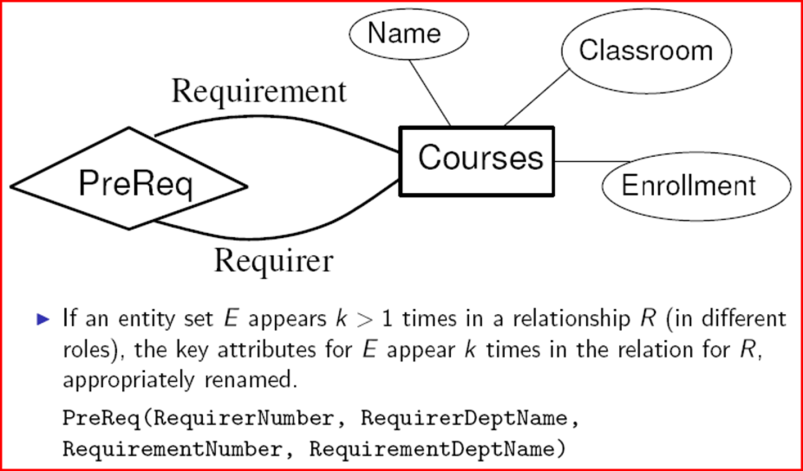 Name
Classroom
Requirement
Courses
PreReq
Enrollment
Requirer
▶ If an entity set E appears k > 1 times in a relationship R (in different
roles), the key attributes for E appear k times in the relation for R,
appropriately renamed.
PreReq(RequirerNumber, RequirerDeptName,
RequirementNumber, RequirementDeptName)